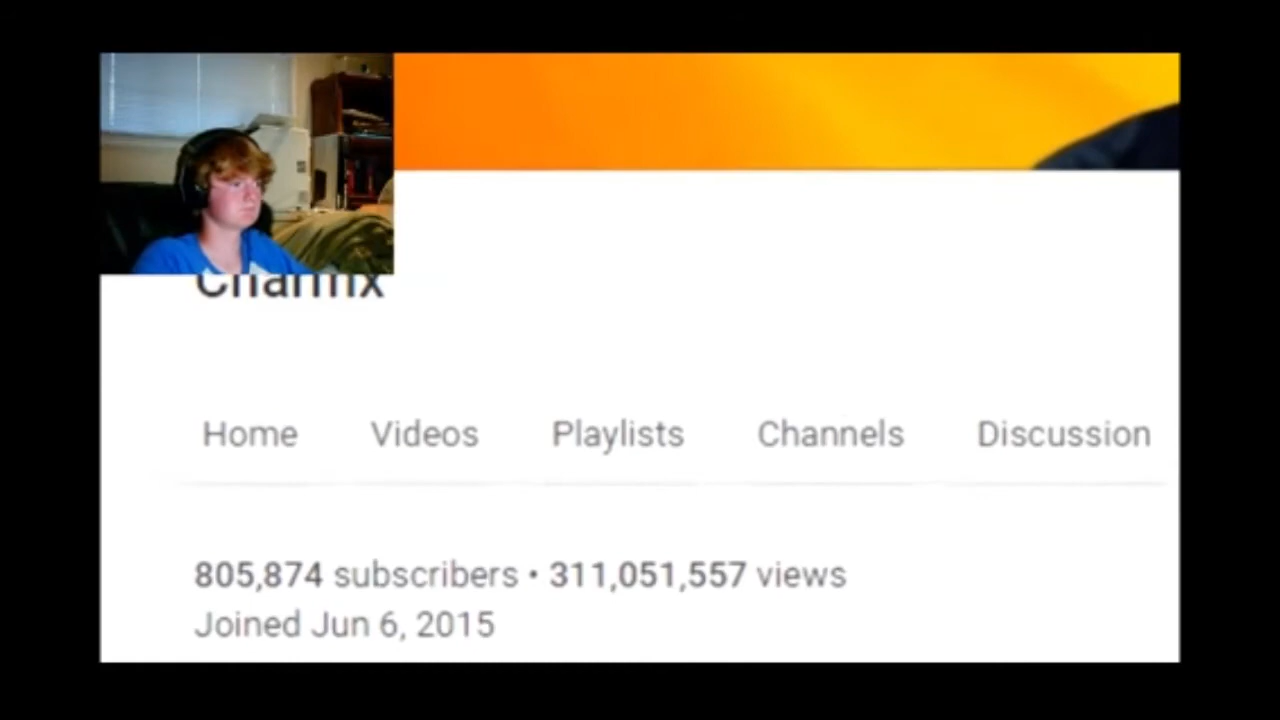 Home Videos Playlists Channels Discussion
805,874 subscribers • 311,051,557 views
Joined Jun 6, 2015